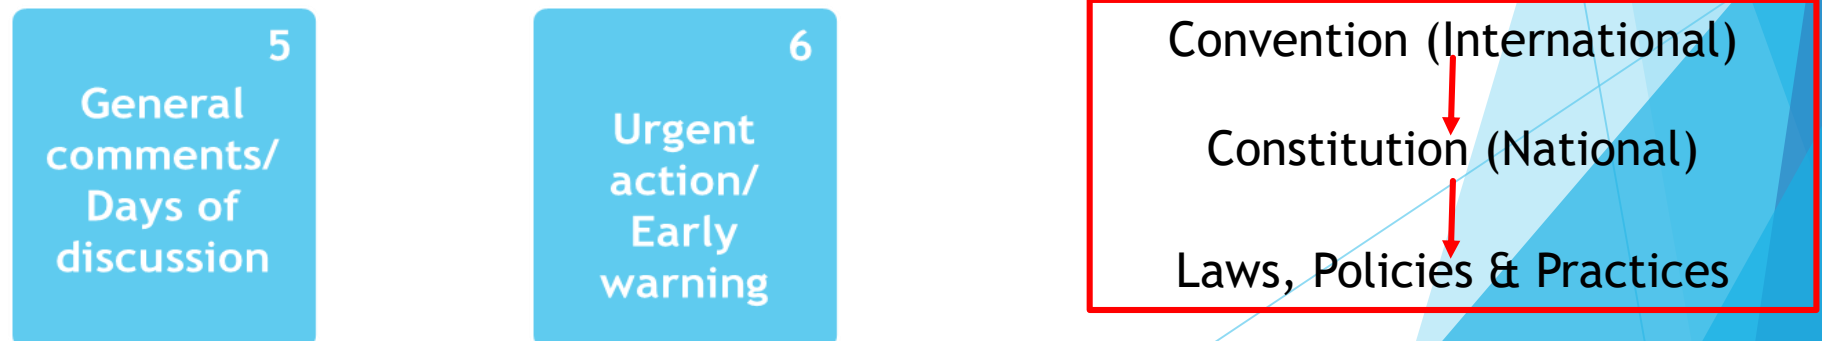 5
General
comments/
Days of
discussion
6
Urgent
action/
Early
warning
Convention (International)
Constitution (National)
Laws, Policies & Practices